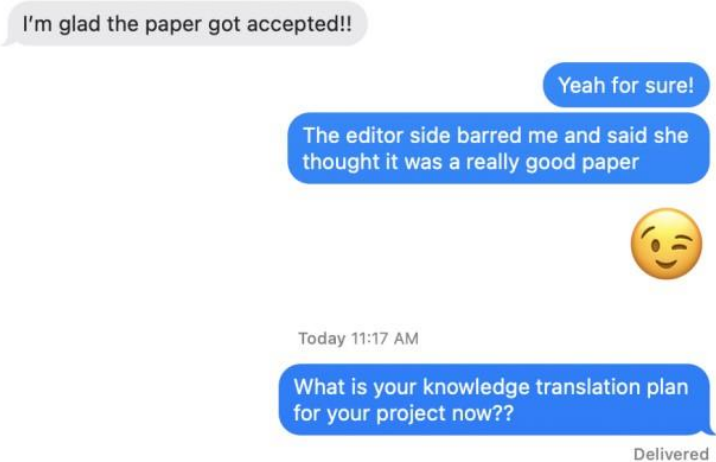 I’m glad the paper got accepted!!
Yeah for sure!
The editor side barred me and said she
thought it was a really good paper
Today 11:17 AM
What is your knowledge translation plan
for your project now??
Delivered